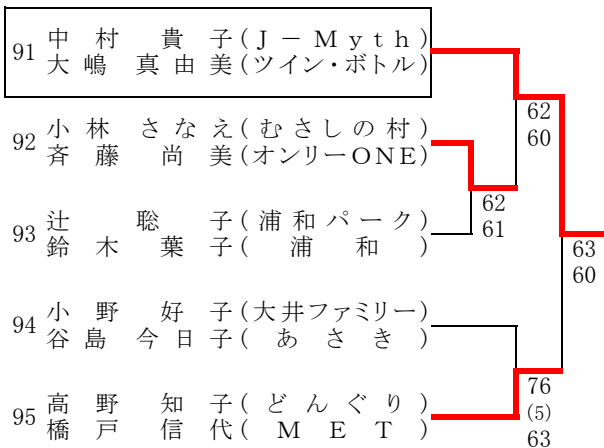 91 中村貴子(J－Myth)
大嶋真由美(ツイン・ボトル)
62
60
92 小林さなえ(むさしの村)
斉藤尚美(オンリーONE)
62
61
93 辻聡子(浦和パーク)
鈴木葉子(浦和)
63
60
94 小野好子(大井ファミリー)
谷島今日子(あさき)
76
(5)
63
95 高野知子(どんぐり)
橋戸信代(MET)